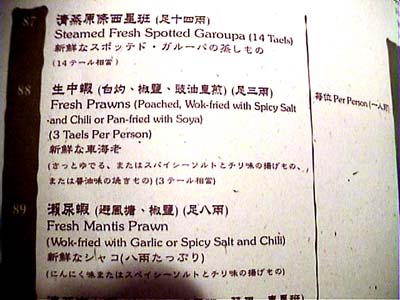 87 清蒸原條西星班 (足十四兩)
Steamed Fresh Spotted Garoupa (14 Taels)
新鮮なスポッテド・ガルーパの蒸しもの
(14テール相當)
88 生中蝦 (白灼、椒鹽、豉油皇煎) (足三兩)
Fresh Prawns (Poached, Wok-fried with Spicy Salt
and Chili or Pan-fried with Soya)
(3 Taels Per Person)
新鮮な車海老
(さっとゆでる、またはスパイシーソルトとチリ味の揚げもの、
または醤油味の焼きもの) (3テール相當)
每位 Per Person (一人前)
89 瀨尿蝦 (避風塘、椒鹽) (足八兩)
Fresh Mantis Prawn
(Wok-fried with Garlic or Spicy Salt and Chili)
新鮮なシャコ(八兩たっぷり)
(にんにく味またはスパイシーソルトとチリ味の揚げもの)